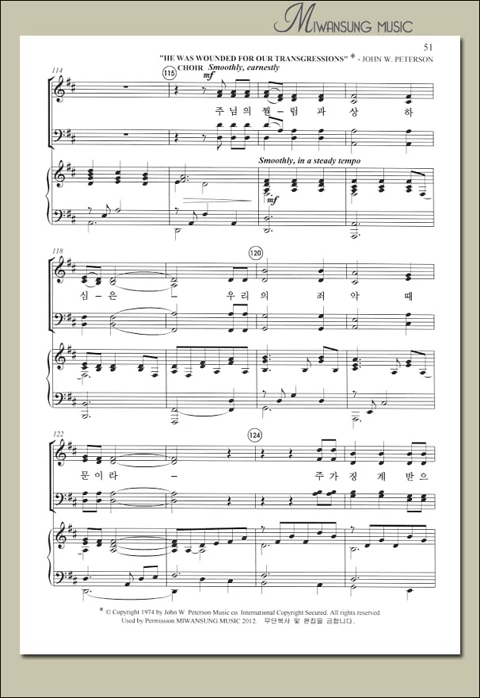 MIWANSUNG MUSIC
51
"HE WAS WOUNDED FOR OUR TRANSGRESSIONS" * - JOHN W. PETERSON
114
115
CHOIR Smoothly, earnestly
mf
주 님 의 찔 - 림 과 상 하
Smoothly, in a steady tempo
mf
118
120
심 - 은 - 우 리 의 죄 악 때
122
124
문 이 라 - 주 가 징 계 받 으
* © Copyright 1974 by John W. Peterson Music co. International Copyright Secured. All rights reserved.
Used by Permission MIWANSUNG MUSIC 2012. 무단복사 및 편집을 금합니다.